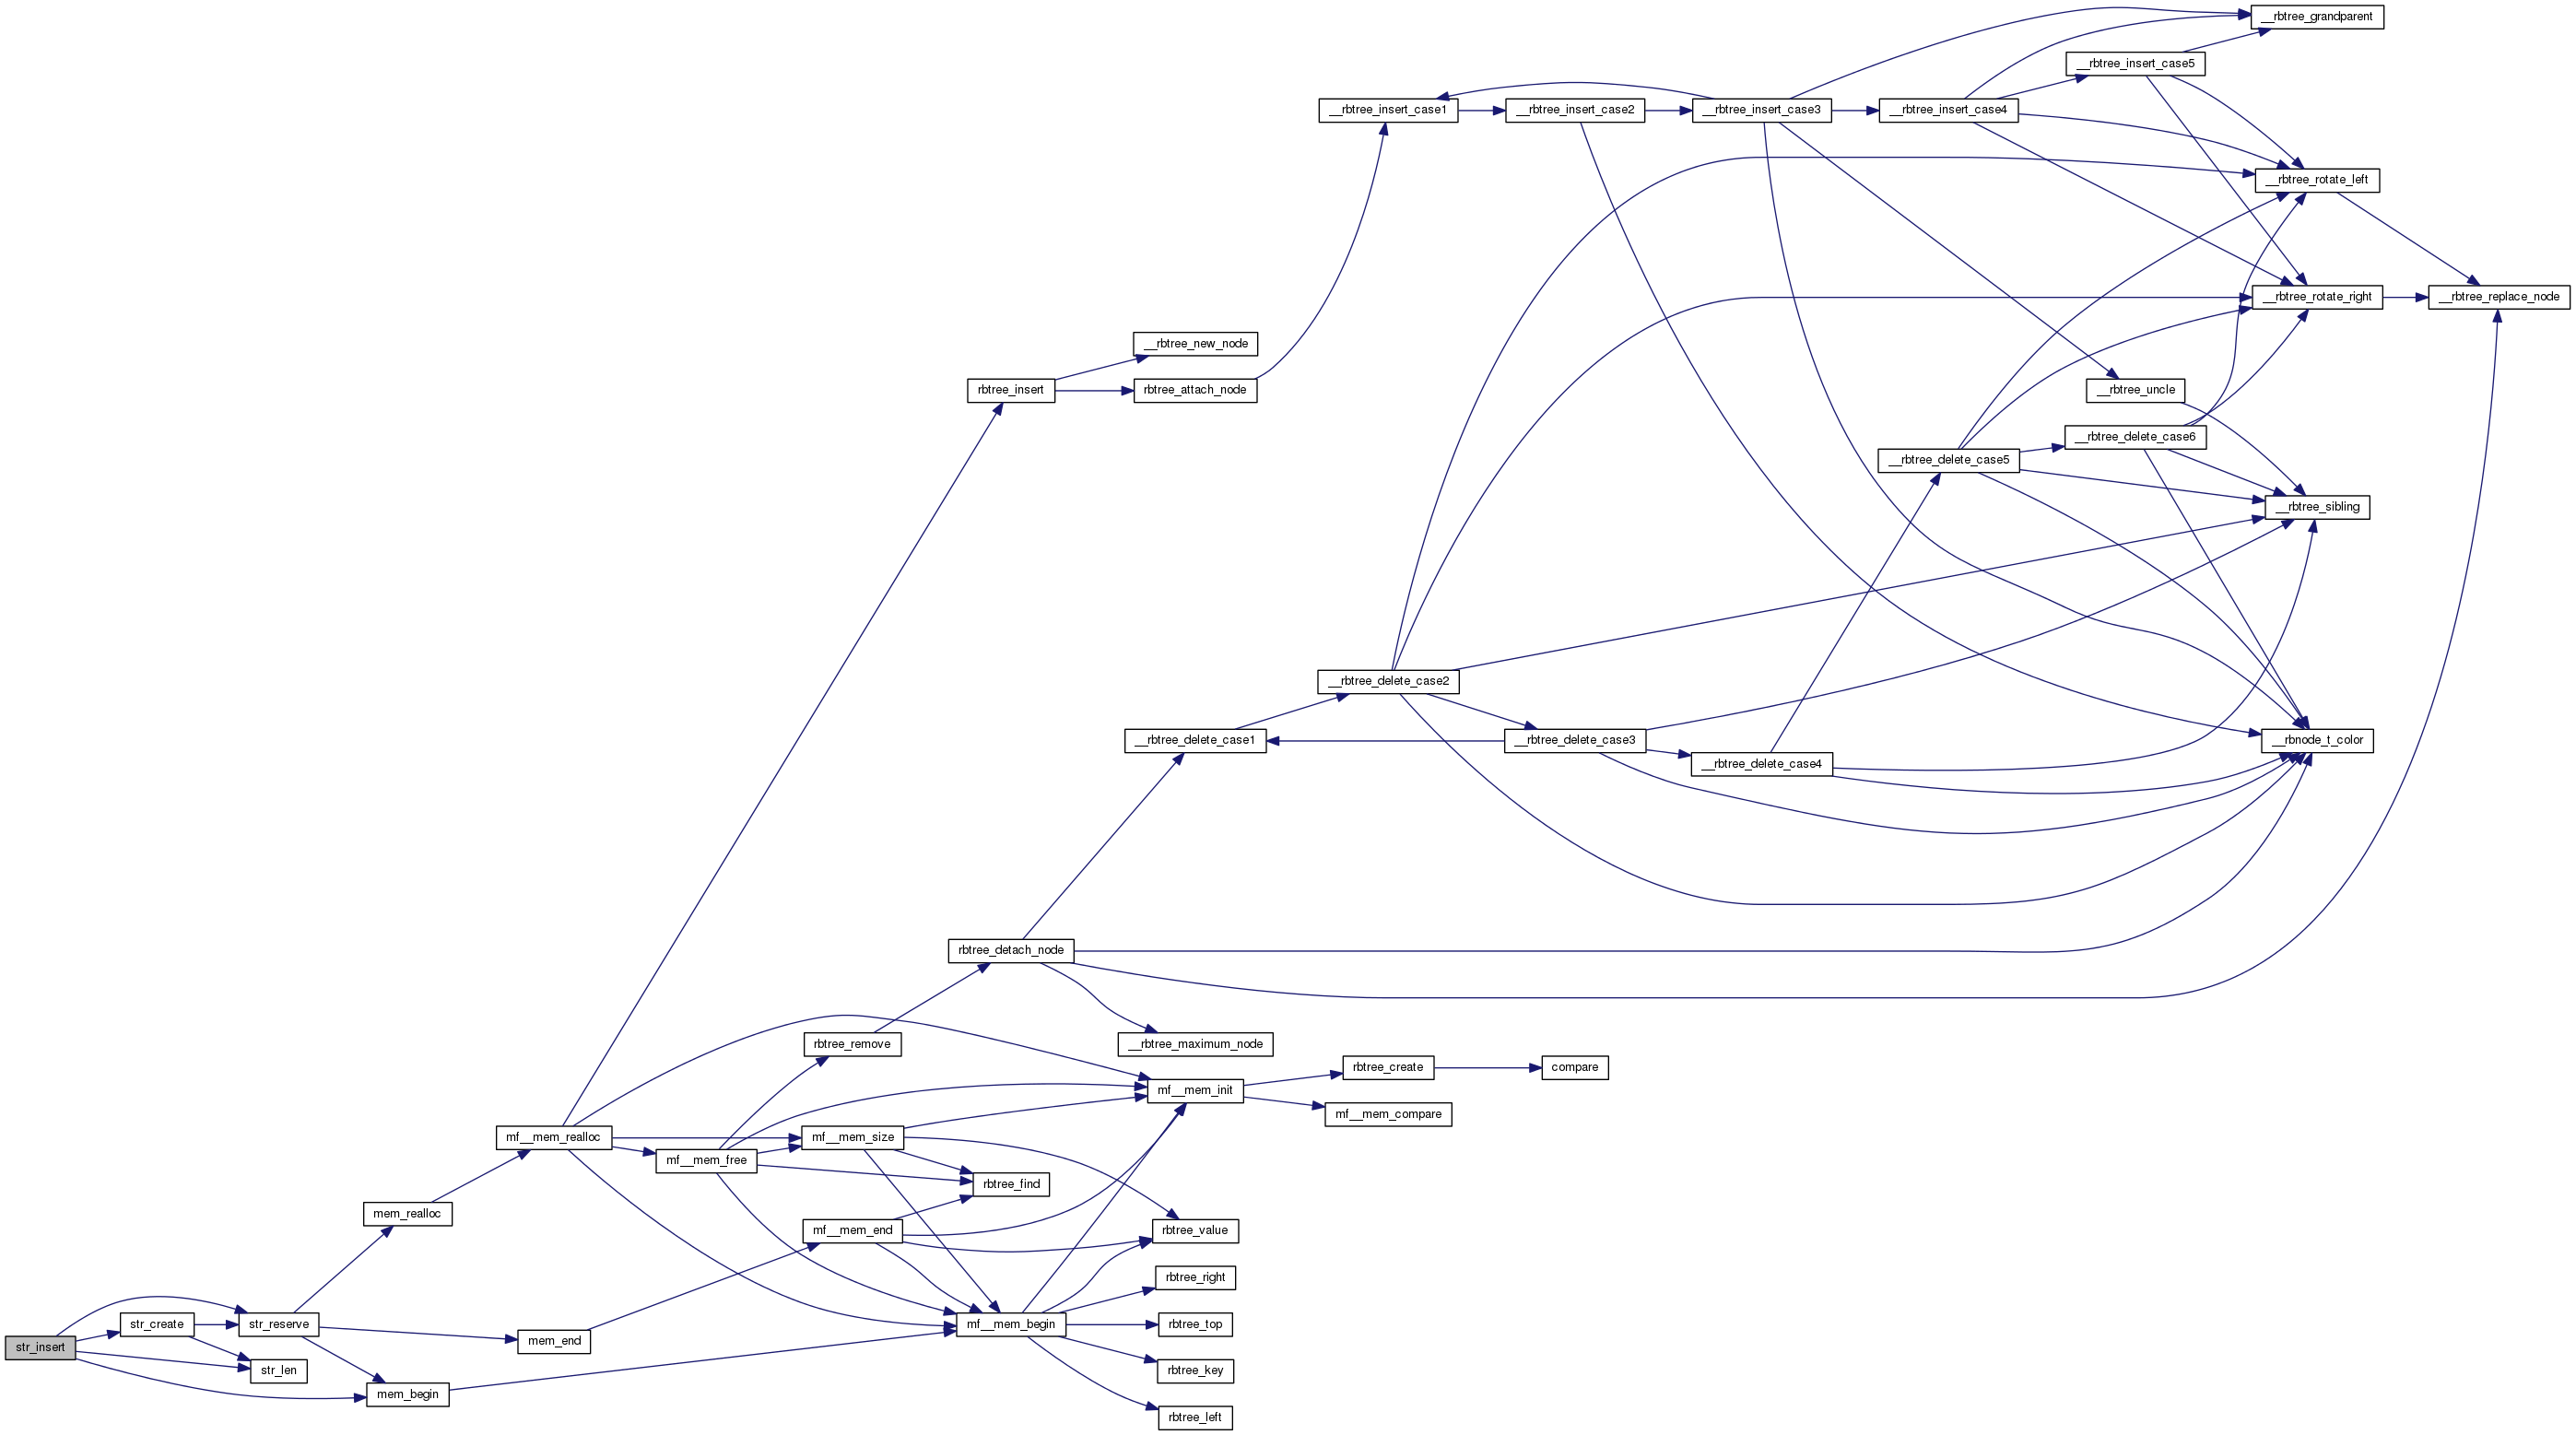 __rbtree_grandparent
__rbtree_insert_case5
__rbtree_insert_case1
__rbtree_insert_case2
__rbtree_insert_case3
__rbtree_insert_case4
__rbtree_rotate_left
__rbtree_rotate_right
__rbtree_replace_node
__rbtree_new_node
rbtree_insert
rbtree_attach_node
__rbtree_uncle
__rbtree_delete_case6
__rbtree_delete_case5
__rbtree_sibling
__rbtree_delete_case2
__rbtree_delete_case1
__rbtree_delete_case3
__rbnode_t_color
__rbtree_delete_case4
rbtree_detach_node
rbtree_remove
__rbtree_maximum_node
rbtree_create
compare
mf__mem_init
mf__mem_compare
mf__mem_realloc
mf__mem_size
mf__mem_free
rbtree_find
mem_realloc
mf__mem_end
rbtree_value
rbtree_right
str_create
str_reserve
mf__mem_begin
rbtree_top
str_insert
mem_end
str_len
rbtree_key
mem_begin
rbtree_left